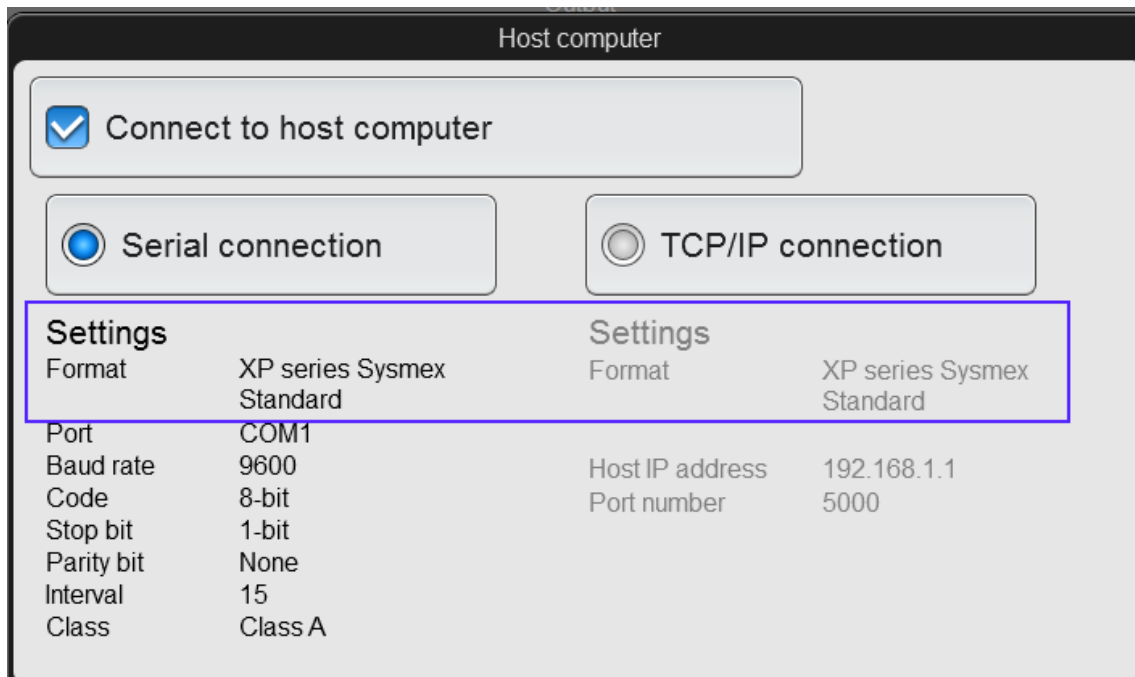 Host computer
Connect to host computer
Serial connection
TCP/IP connection
Settings
Format XP series Sysmex
Standard
Port COM1
Baud rate 9600
Code 8-bit
Stop bit 1-bit
Parity bit None
Interval 15
Class Class A
Settings
Format XP series Sysmex
Standard
Host IP address 192.168.1.1
Port number 5000